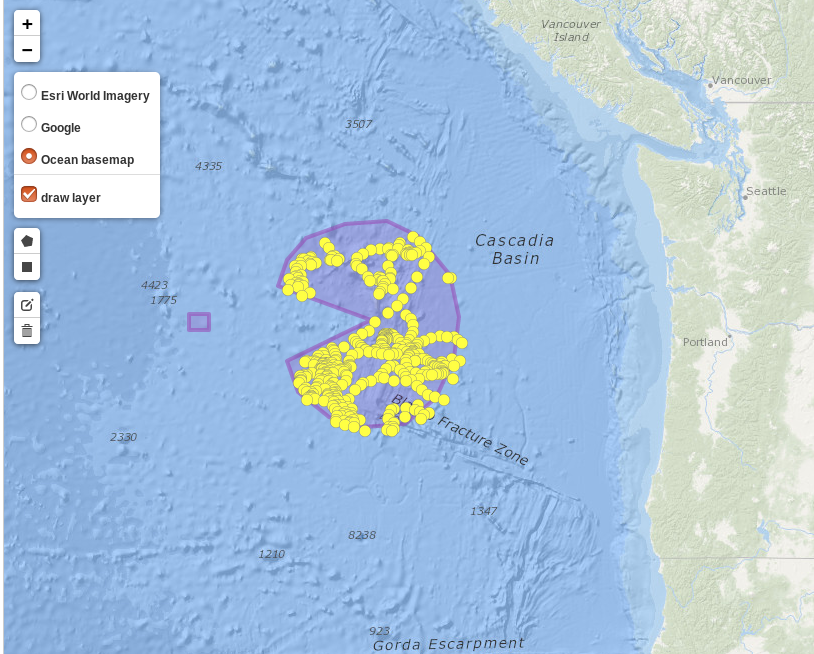 +
−
Esri World Imagery
Google
Ocean basemap
draw layer
Vancouver
Island
Vancouver
3507
4335
Seattle
Cascadia
Basin
4423
1775
Portland
Fracture Zone
2330
1347
8238
1210
923
Gorda Escarpment